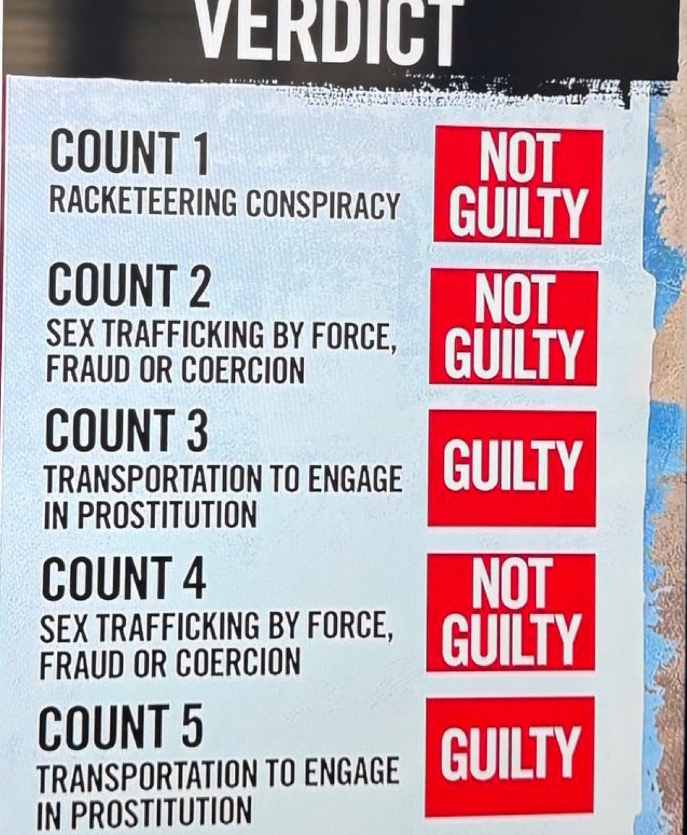 VERDICT
COUNT 1
RACKETEERING CONSPIRACY
NOT
GUILTY
COUNT 2
SEX TRAFFICKING BY FORCE,
FRAUD OR COERCION
NOT
GUILTY
COUNT 3
TRANSPORTATION TO ENGAGE
IN PROSTITUTION
GUILTY
COUNT 4
SEX TRAFFICKING BY FORCE,
FRAUD OR COERCION
NOT
GUILTY
COUNT 5
TRANSPORTATION TO ENGAGE
IN PROSTITUTION
GUILTY